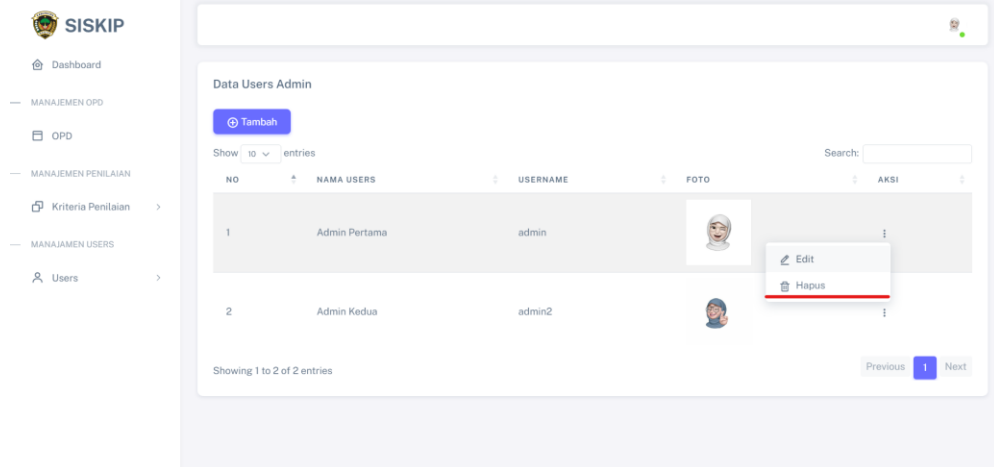 SISKIP
Dashboard
MANAJEMEN OPD
OPD
MANAJEMEN PENILAIAN
Kriteria Penilaian
MANAJAMEN USERS
Users
Data Users Admin
Tambah
Show 10 entries
Search:
NO NAMA USERS USERNAME FOTO AKSI
1 Admin Pertama admin
Edit
Hapus
2 Admin Kedua admin2
Showing 1 to 2 of 2 entries
Previous 1 Next